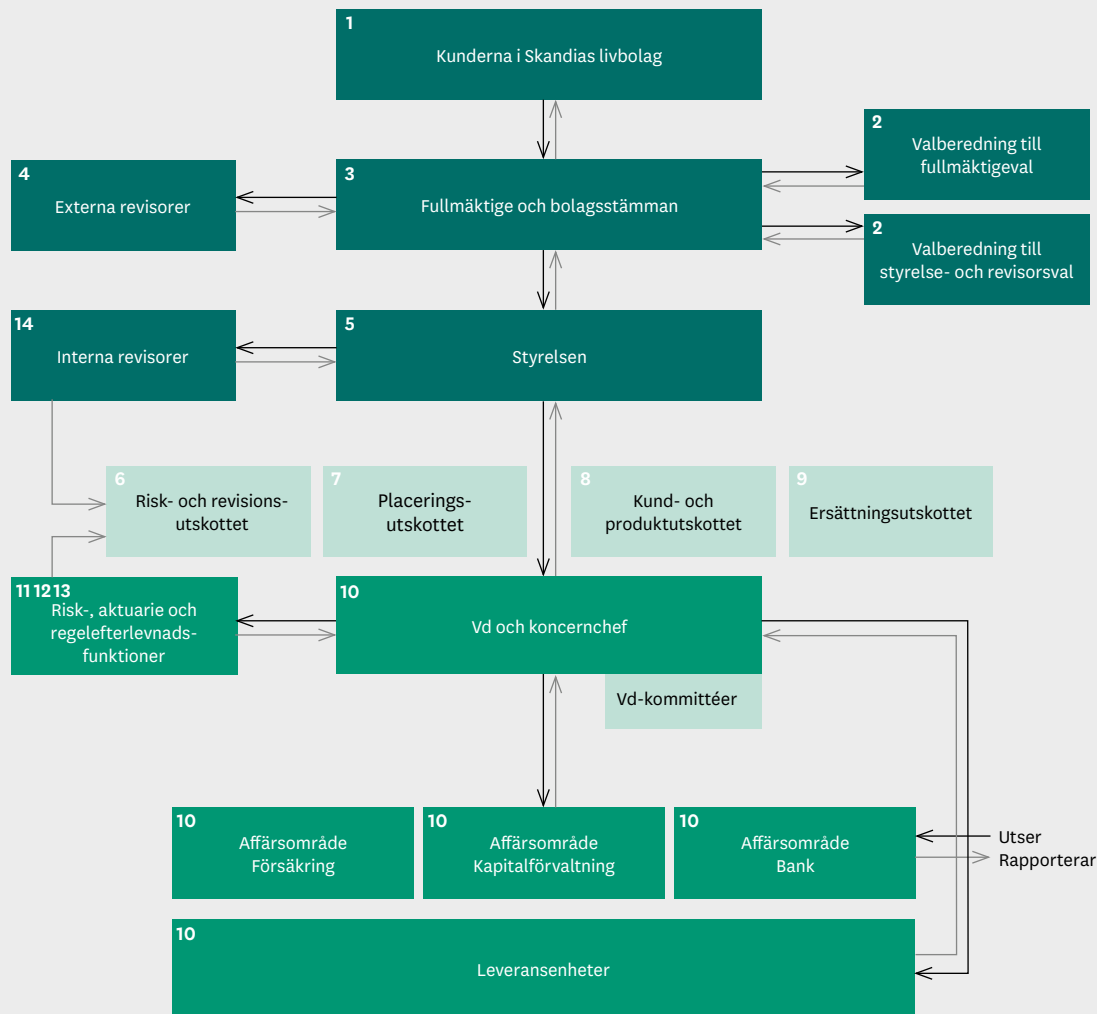 1
Kunderna i Skandias livbolag
2
Valberedning till
fullmäktigeval
4
Externa revisorer
3
Fullmäktige och bolagsstämman
2
Valberedning till
styrelse- och revisorsval
14
Interna revisorer
5
Styrelsen
6
Risk- och revisions-
utskottet
7
Placerings-
utskottet
8
Kund- och
produktutskottet
9
Ersättningsutskottet
11 12 13
Risk-, aktuarie och
regelefterlevnads-
funktioner
10
Vd och koncernchef
Vd-kommittéer
10
Affärsområde
Försäkring
10
Affärsområde
Kapitalförvaltning
10
Affärsområde
Bank
Utser
Rapporterar
10
Leveransenheter